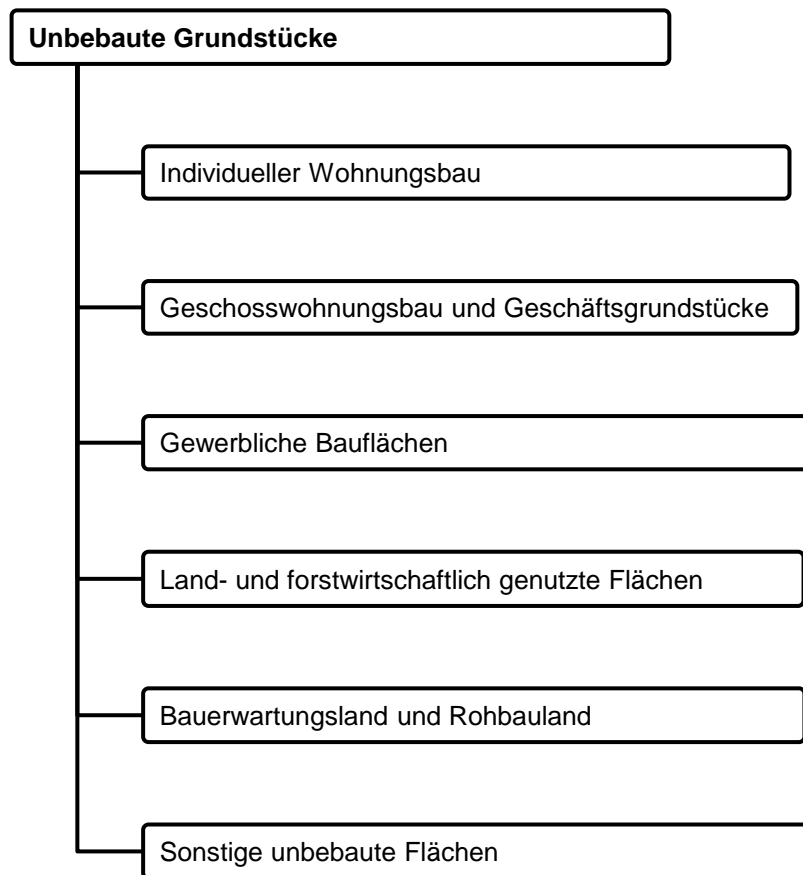 Unbebaute Grundstücke
Individueller Wohnungsbau
Geschosswohnungsbau und Geschäftsgrundstücke
Gewerbliche Bauflächen
Land- und forstwirtschaftlich genutzte Flächen
Bauerwartungsland und Rohbauland
Sonstige unbebaute Flächen